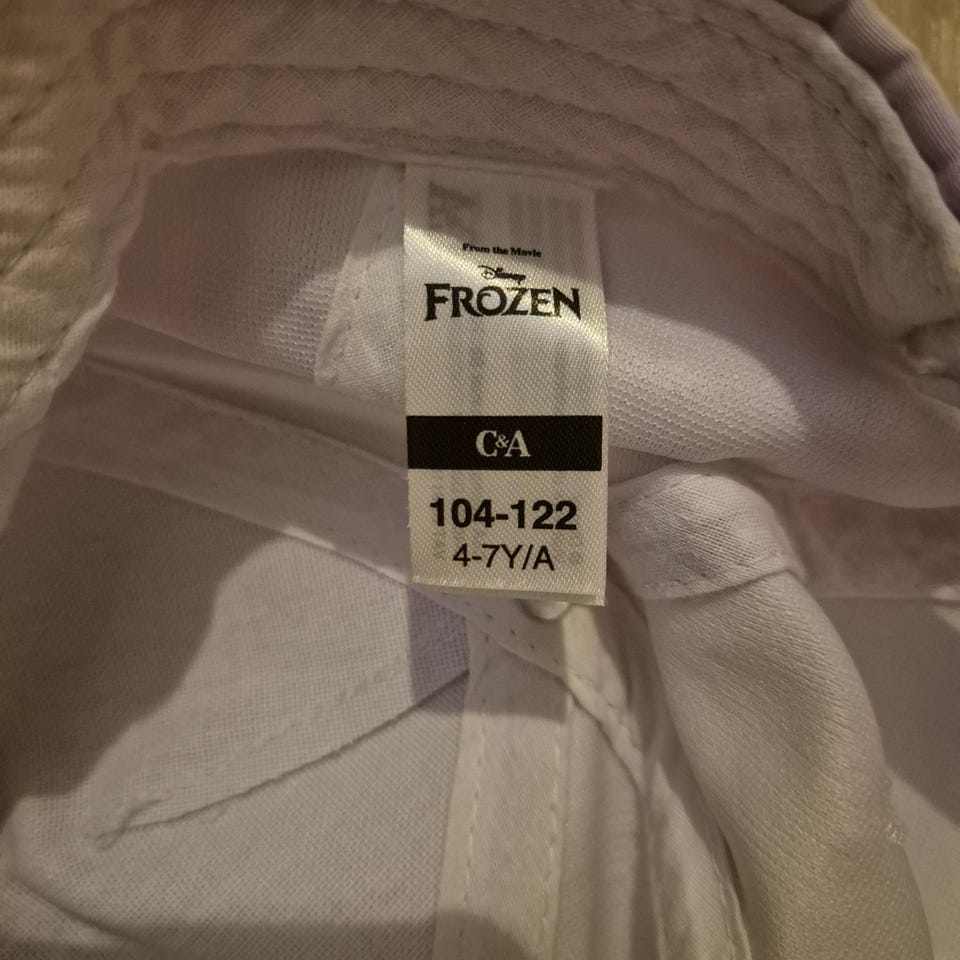 From the Movie
Disney
FROZEN
C&A
104-122
4-7Y/A